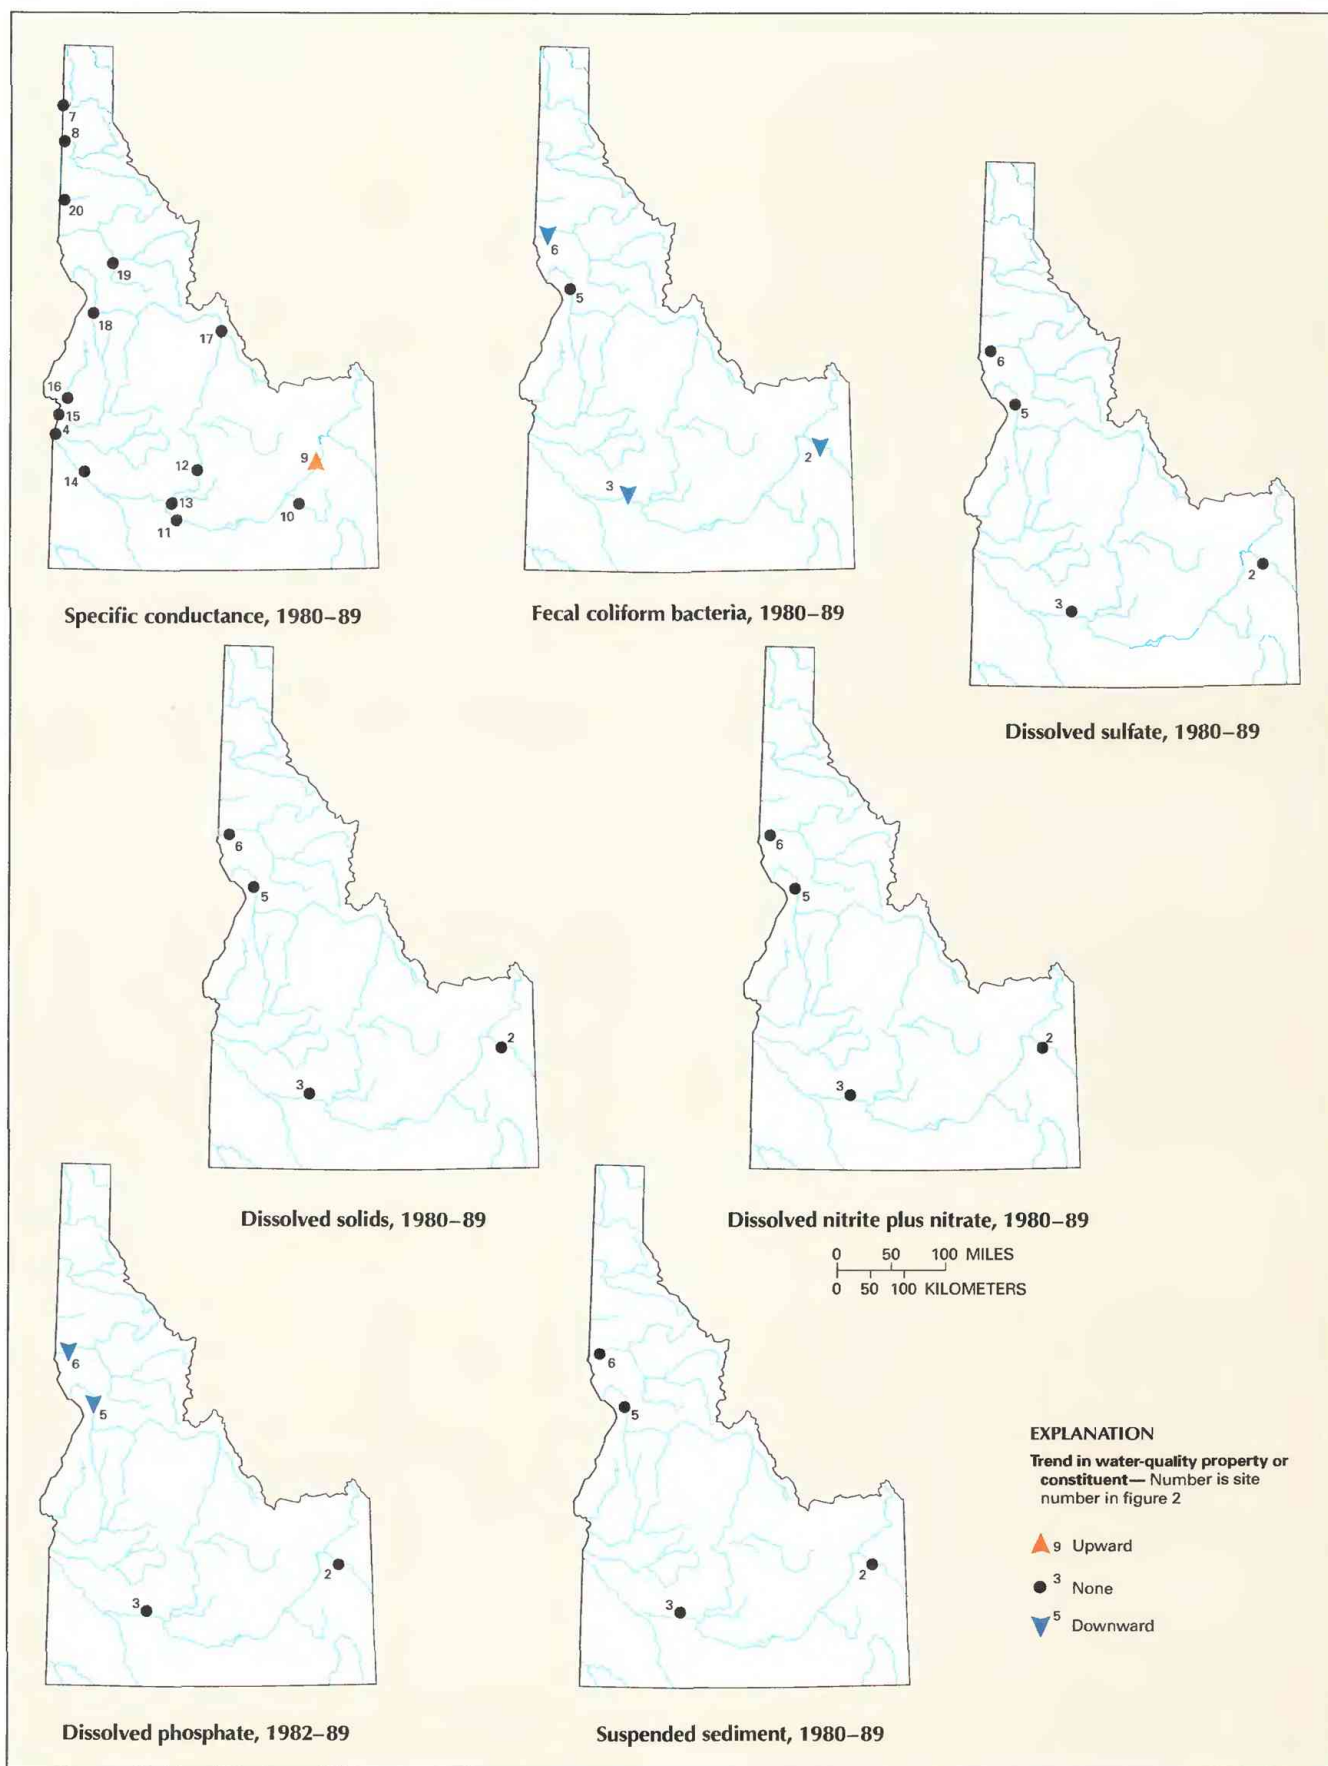 7
8
20
19
18
17
16
15
4
14
12
9
13
11
10
Specific conductance, 1980–89
6
5
2
3
Fecal coliform bacteria, 1980–89
6
5
2
3
Dissolved sulfate, 1980–89
6
5
2
3
Dissolved solids, 1980–89
6
5
2
3
Dissolved nitrite plus nitrate, 1980–89
0 50 100 MILES
0 50 100 KILOMETERS
6
5
2
3
Dissolved phosphate, 1982–89
6
5
2
3
Suspended sediment, 1980–89
EXPLANATION
Trend in water-quality property or
constituent— Number is site
number in figure 2
9 Upward
3 None
5 Downward